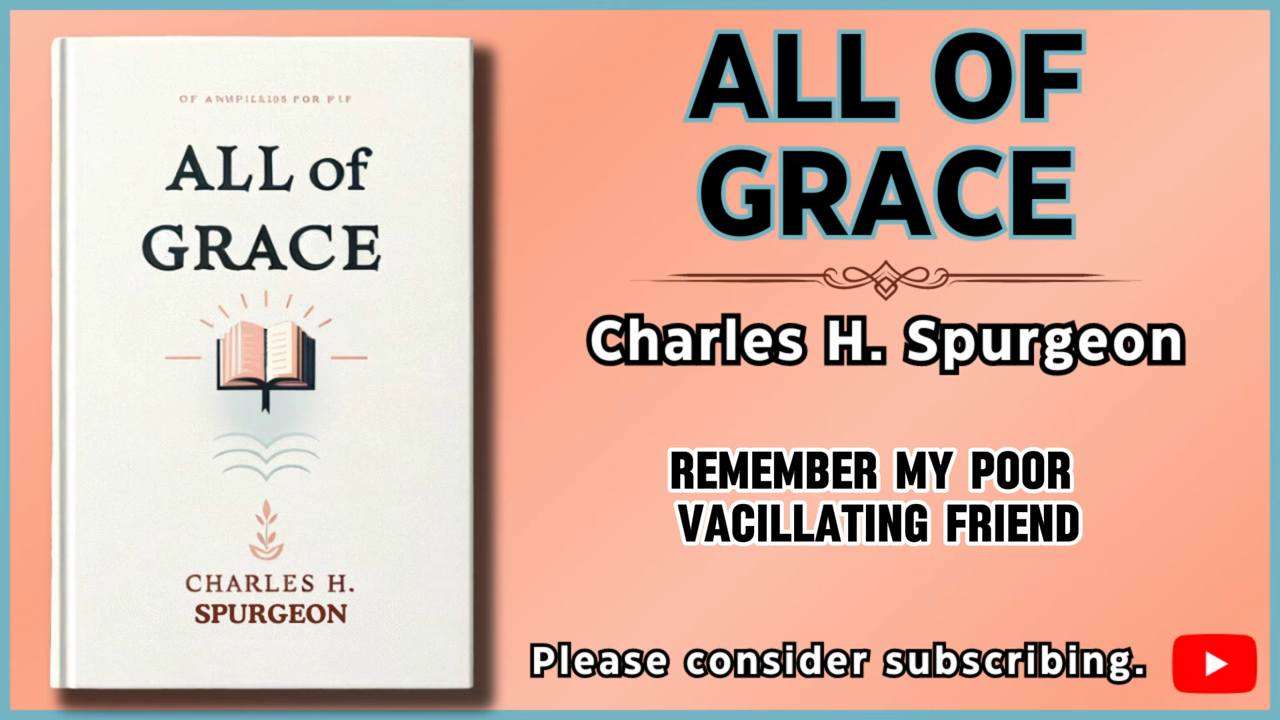 ALL of
GRACE
CHARLES H.
SPURGEON
ALL OF
GRACE
Charles H. Spurgeon
REMEMBER MY POOR
VACILLATING FRIEND
Please consider subscribing.